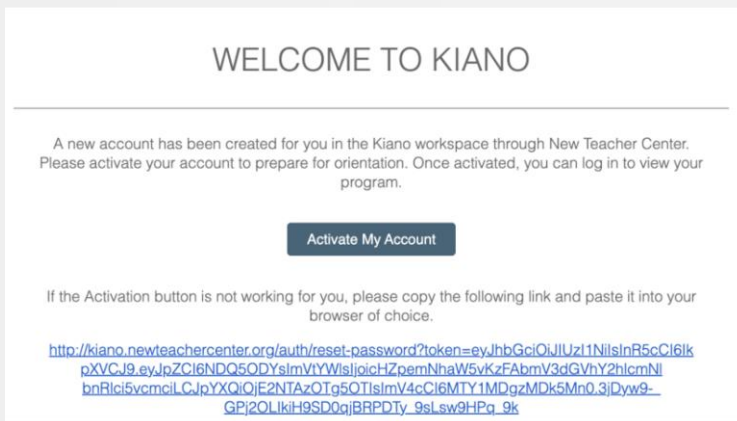 WELCOME TO KIANO
A new account has been created for you in the Kiano workspace through New Teacher Center.
Please activate your account to prepare for orientation. Once activated, you can log in to view your
program.
Activate My Account
If the Activation button is not working for you, please copy the following link and paste it into your
browser of choice.
http://kiano.newteachercenter.org/auth/reset-password?token=eyJhbGciOiJIUzI1NiIsInR5cCI6Ik
pXVCJ9.eyJpZCI6NDQ5ODYsImVtYWlsIjoicHZpemNhaW5vKzFAbmV3dGVhY2hlcmNl
bnRlci5vcmciLCJpYXQiOjE2NTAzOTg5OTIsImV4cCI6MTY1MDgzMDk5Mn0.3jDyw9-_
GPj2OLIkiH9SD0qjBRPDTy_9sLsw9HPq_9k